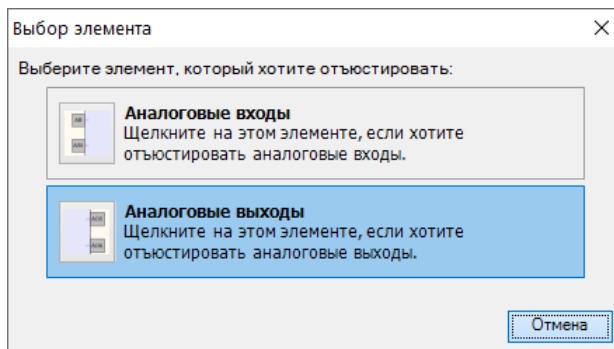 Выбор элемента
Выберите элемент, который хотите отъюстировать:
Аналоговые входы
Щелкните на этом элементе, если хотите
отъюстировать аналоговые входы.
Аналоговые выходы
Щелкните на этом элементе, если хотите
отъюстировать аналоговые выходы.
Отмена